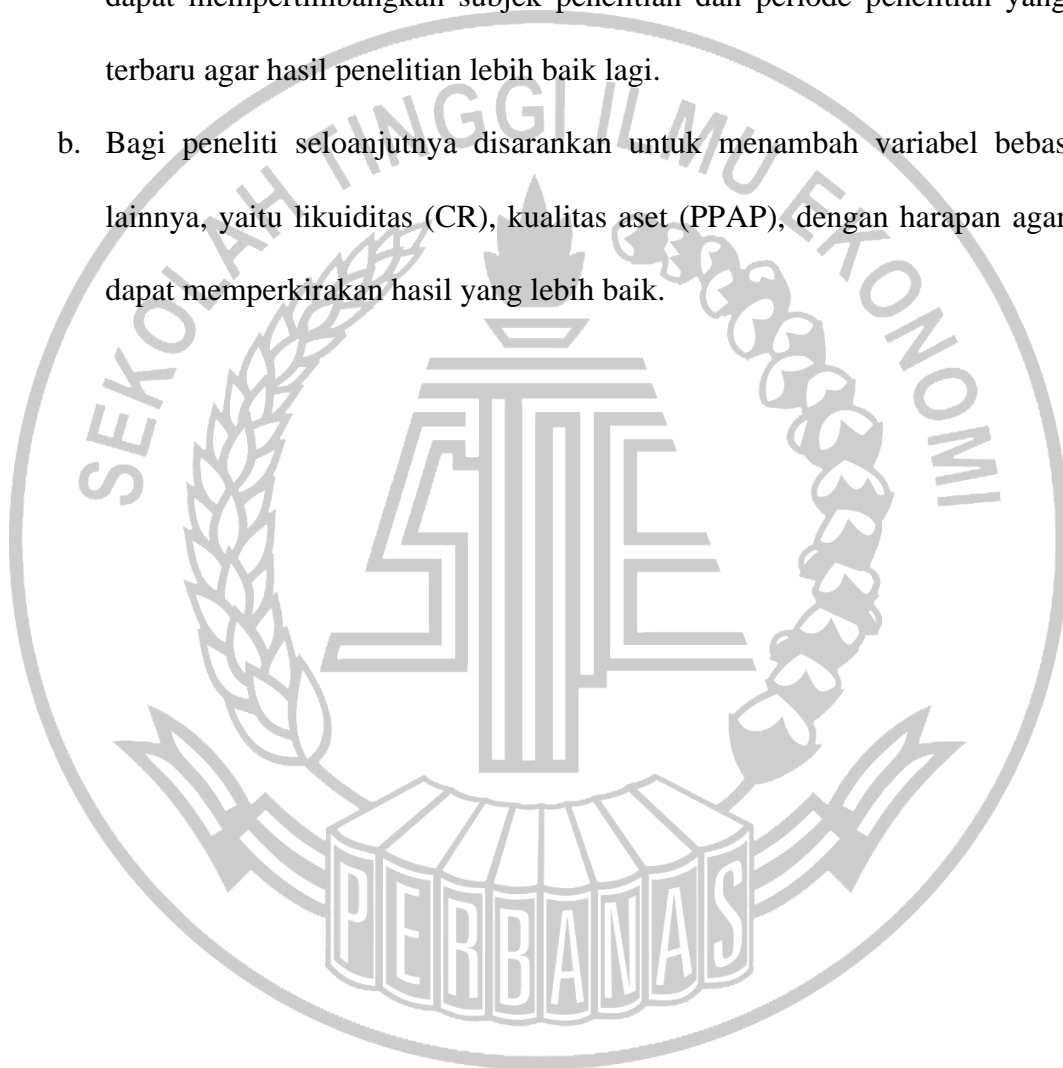 dapat mempertimbangkan subjek penelitian dan periode penelitian yang
terbaru agar hasil penelitian lebih baik lagi.
b. Bagi peneliti seloanjutnya disarankan untuk menambah variabel bebas
lainnya, yaitu likuiditas (CR), kualitas aset (PPAP), dengan harapan agar
dapat memperkirakan hasil yang lebih baik.
SEKOLAH TINGGI ILMU EKONOMI
STIE
PERBANAS